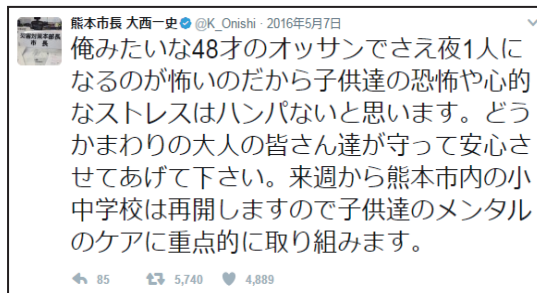 熊本市長 大西一史 @K_Onishi · 2016年5月7日
俺みたいな48才のオッサンでさえ夜1人に
なるのが怖いのだから子供達の恐怖や心的
なストレスはハンパないと思います。どう
かまわりの大人の皆さん達が守って安心さ
せてあげて下さい。来週から熊本市内の小
中学校は再開しますので子供達のメンタル
のケアに重点的に取り組みます。
85 5,740 4,889